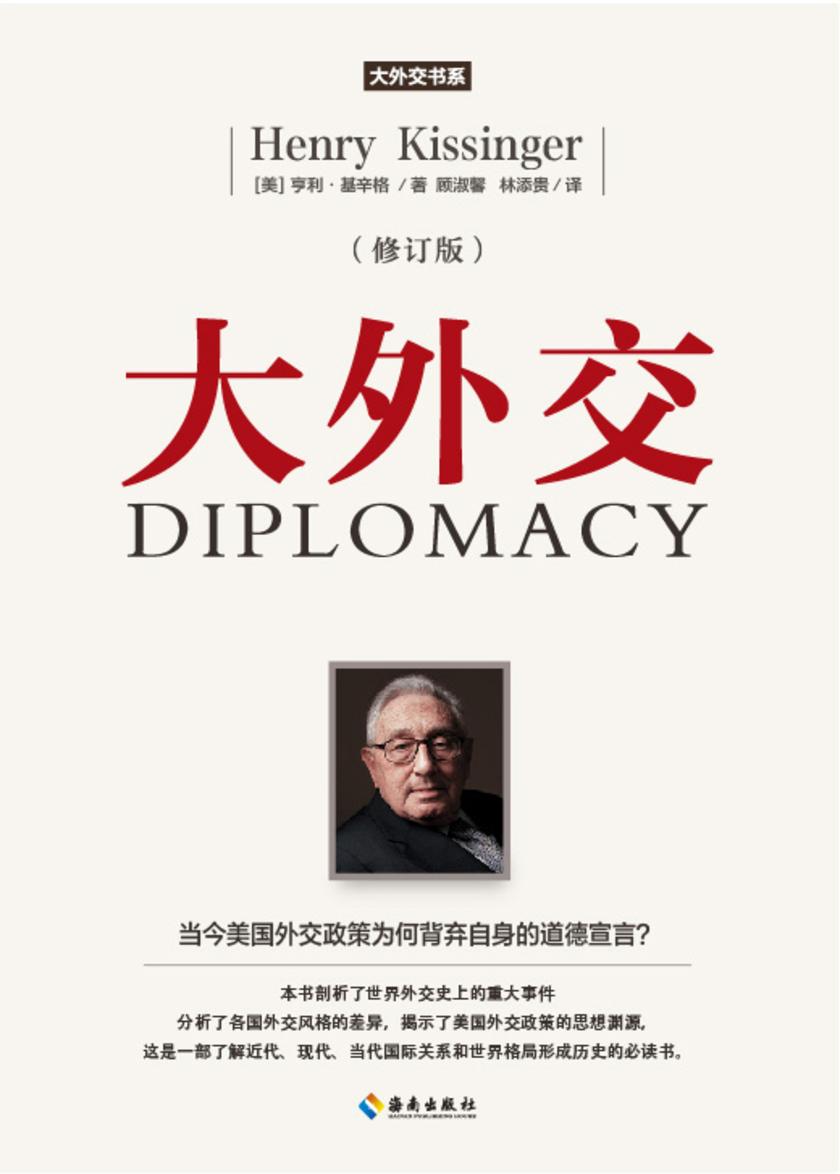 大外交书系
Henry Kissinger
[美] 亨利·基辛格 / 著 顾淑馨 林添贵 / 译
（修订版）
大外交
DIPLOMACY
当今美国外交政策为何背弃自身的道德宣言？
本书剖析了世界外交史上的重大事件
分析了各国外交风格的差异，揭示了美国外交政策的思想渊源，
这是一部了解近代、现代、当代国际关系和世界格局形成历史的必读书。
海南出版社
HAINAN PUBLISHING HOUSE